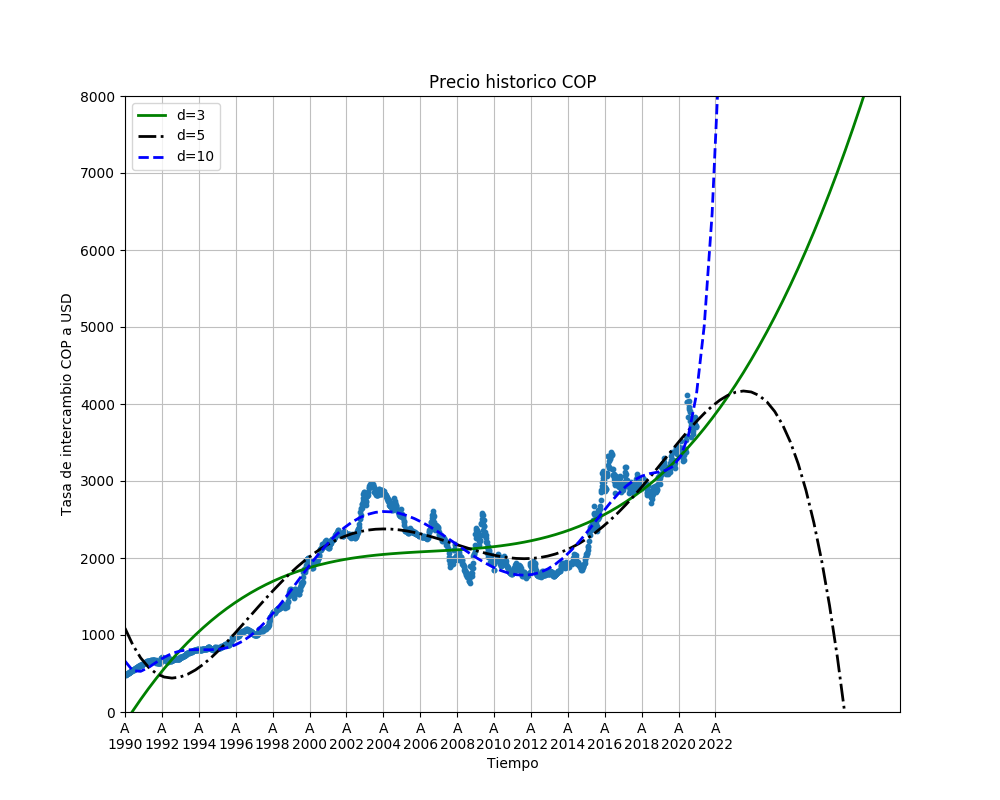 Precio historico COP
d=3
d=5
d=10
8000
7000
6000
5000
4000
3000
2000
1000
0
Tasa de intercambio COP a USD
A A A A A A A A A A A A A A A A A
1990 1992 1994 1996 1998 2000 2002 2004 2006 2008 2010 2012 2014 2016 2018 2020 2022
Tiempo